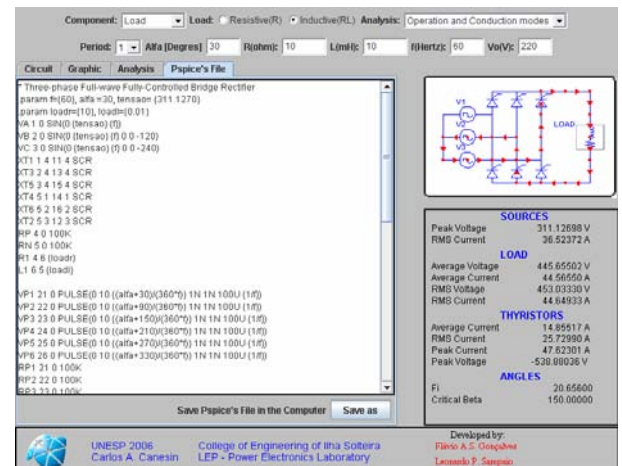 Component: Load Load: Resistive(R) Inductive(RL) Analysis: Operation and Conduction modes
Period: 1 Alfa [Degres] 30 R(ohm): 10 L(mH): 10 f(Hertz): 60 Vo(V): 220
Circuit Graphic Analysis Pspice's File
* Three-phase Full-wave Fully-Controlled Bridge Rectifier
.param f={60}, alfa =30, tensao= {311.1270}
.param loadr={10}, loadl={0.01}
VA 1 0 SIN(0 {tensao} {f})
VB 2 0 SIN(0 {tensao} {f} 0 0 -120)
VC 3 0 SIN(0 {tensao} {f} 0 0 -240)
XT1 1 4 11 4 SCR
XT3 2 4 13 4 SCR
XT5 3 4 15 4 SCR
XT4 5 1 14 1 SCR
XT6 5 2 16 2 SCR
XT2 5 3 12 3 SCR
RP 4 0 100K
RN 5 0 100K
R1 4 6 {loadr}
L1 6 5 {loadl}
VP1 21 0 PULSE(0 10 {(alfa+30)/(360*f)} 1N 1N 100U {1/f})
VP2 22 0 PULSE(0 10 {(alfa+90)/(360*f)} 1N 1N 100U {1/f})
VP3 23 0 PULSE(0 10 {(alfa+150)/(360*f)} 1N 1N 100U {1/f})
VP4 24 0 PULSE(0 10 {(alfa+210)/(360*f)} 1N 1N 100U {1/f})
VP5 25 0 PULSE(0 10 {(alfa+270)/(360*f)} 1N 1N 100U {1/f})
VP6 26 0 PULSE(0 10 {(alfa+330)/(360*f)} 1N 1N 100U {1/f})
RP1 21 0 100K
RP2 22 0 100K
RP3 23 0 100K
Save Pspice's File in the Computer Save as
V1
LOAD
SOURCES
Peak Voltage 311.12698 V
RMS Current 36.52372 A
LOAD
Average Voltage 445.65502 V
Average Current 44.56550 A
RMS Voltage 453.03330 V
RMS Current 44.64933 A
THYRISTORS
Average Current 14.85517 A
RMS Current 25.72990 A
Peak Current 47.62301 A
Peak Voltage -538.88036 V
ANGLES
Fi 20.65600
Critical Beta 150.00000
UNESP 2006 College of Engineering of Ilha Solteira
Carlos A. Canesin LEP - Power Electronics Laboratory
Developed by:
Flávio A.S. Gonçalves
Leonardo P. Sampaio